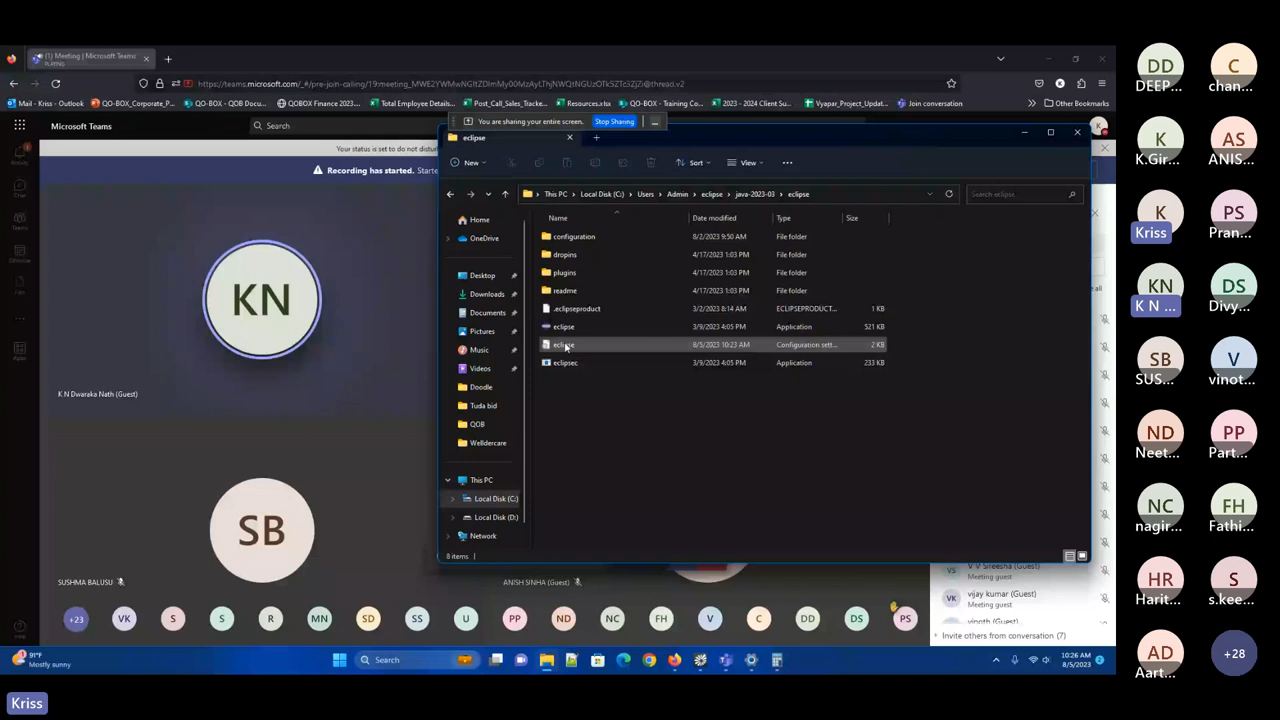 (1) Meeting | Microsoft Teams
PLAYING
https://teams.microsoft.com/_#/pre-join-calling/19:meeting_
@thread.v2
Mail - Kriss - Outlook
QO-BOX_Corporate_P...
QO-BOX - QOB Docu...
QOBOX Finance 2023...
Total Employee Details...
Post_Call_Sales_Tracke...
Resources.xlsx
QO-BOX - Training Co...
2023 - 2024 Client Su...
Vyapar_Project_Updat...
Join conversation
Other Bookmarks
Microsoft Teams
Search
You are sharing your entire screen.
Stop Sharing
K
Your status is set to do not disturb
Recording has started.
eclipse
New
Sort
View
This PC
Local Disk (C:)
Users
Admin
eclipse
java-2023-03
eclipse
Search eclipse
Name
Date modified
Type
Size
Home
OneDrive
Desktop
Downloads
Documents
Pictures
Music
Videos
Doodle
Tuda bid
QOB
Welldercare
This PC
Local Disk (C:)
Local Disk (D:)
Network
configuration 8/2/2023 9:50 AM File folder
dropins 4/17/2023 1:03 PM File folder
plugins 4/17/2023 1:03 PM File folder
readme 4/17/2023 1:03 PM File folder
.eclipseproduct 3/2/2023 8:14 AM ECLIPSEPRODUCT... 1 KB
eclipse 3/9/2023 4:05 PM Application 521 KB
eclipse 8/5/2023 10:23 AM Configuration sett... 2 KB
eclipsec 3/9/2023 4:05 PM Application 233 KB
8 items
KN
K N Dwaraka Nath (Guest)
SB
SUSHMA BALUSU
ANISH SINHA (Guest)
V V Sireesha (Guest)
Meeting guest
VK
vijay kumar (Guest)
Meeting guest
Invite others from conversation (7)
+23
VK
S
S
R
MN
SD
SS
U
PP
ND
NC
FH
V
C
DD
DS
PS
91°F
Mostly sunny
Search
10:26 AM
8/5/2023
Kriss
DD
DEEP...
C
chan...
K
K.Gir...
AS
ANIS...
K
Kriss
PS
Pran...
KN
K N ...
DS
Divy...
SB
SUS...
V
vinot...
ND
Neet...
PP
Part...
NC
nagir...
FH
Fathi...
HR
Harit...
S
s.kee...
AD
Aart...
+28